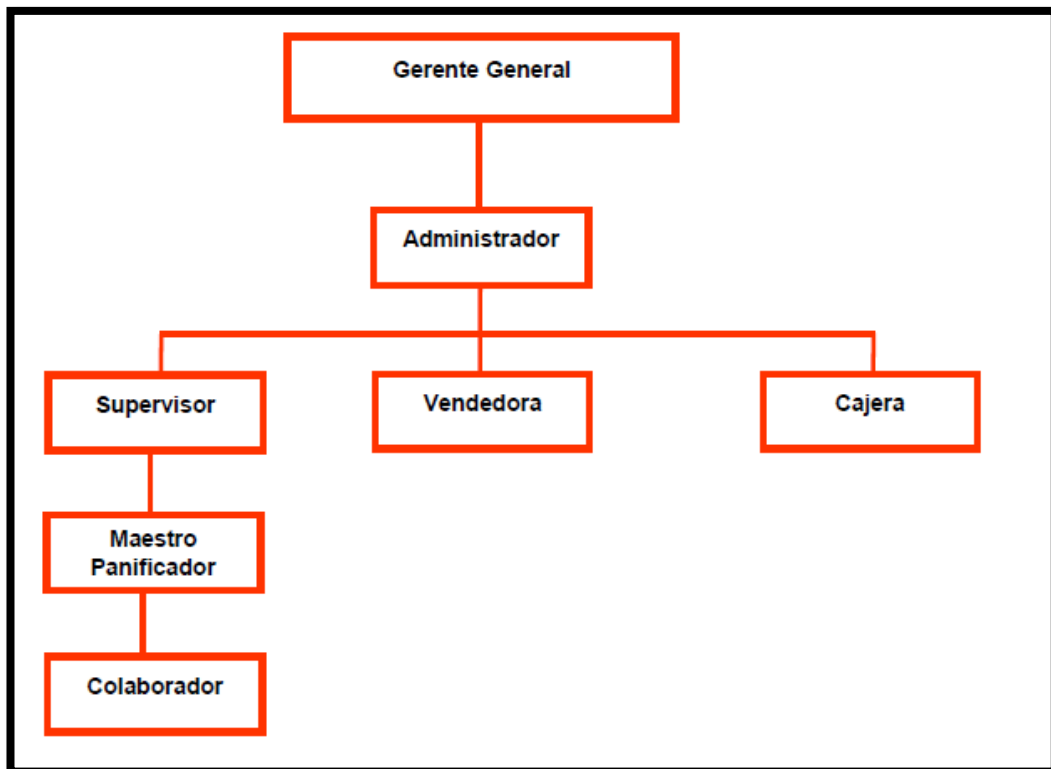 Gerente General
Administrador
Supervisor
Vendedora
Cajera
Maestro
Panificador
Colaborador